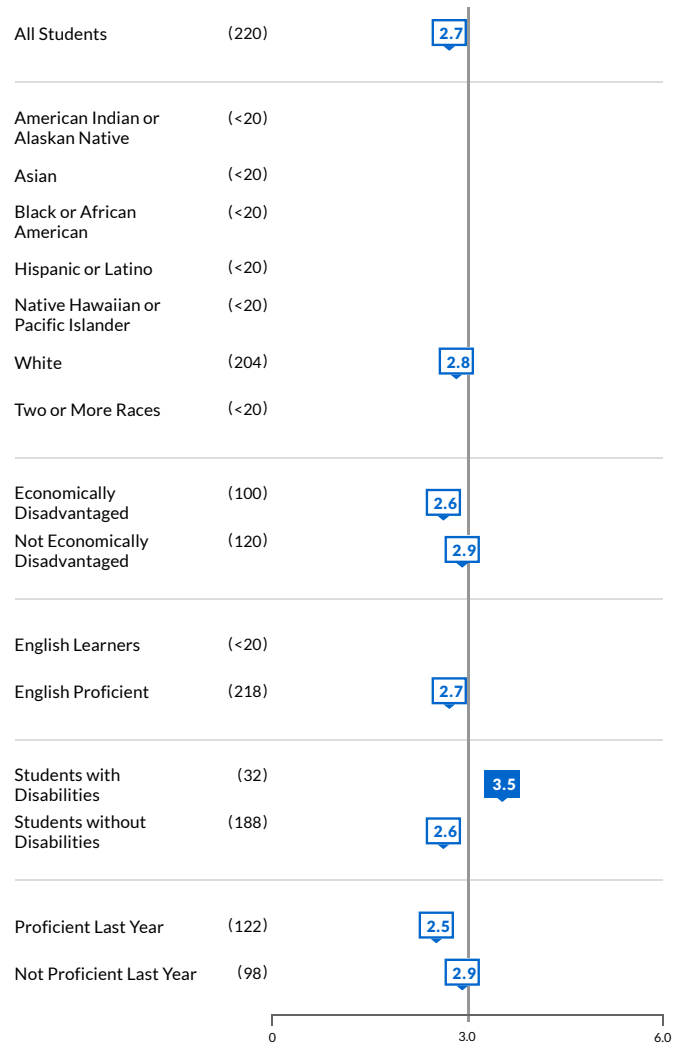 All Students (220) 2.7
American Indian or (<20)
Alaskan Native
Asian (<20)
Black or African (<20)
American
Hispanic or Latino (<20)
Native Hawaiian or (<20)
Pacific Islander
White (204) 2.8
Two or More Races (<20)
Economically (100) 2.6
Disadvantaged
Not Economically (120) 2.9
Disadvantaged
English Learners (<20)
English Proficient (218) 2.7
Students with (32) 3.5
Disabilities
Students without (188) 2.6
Disabilities
Proficient Last Year (122) 2.5
Not Proficient Last Year (98) 2.9
0 3.0 6.0